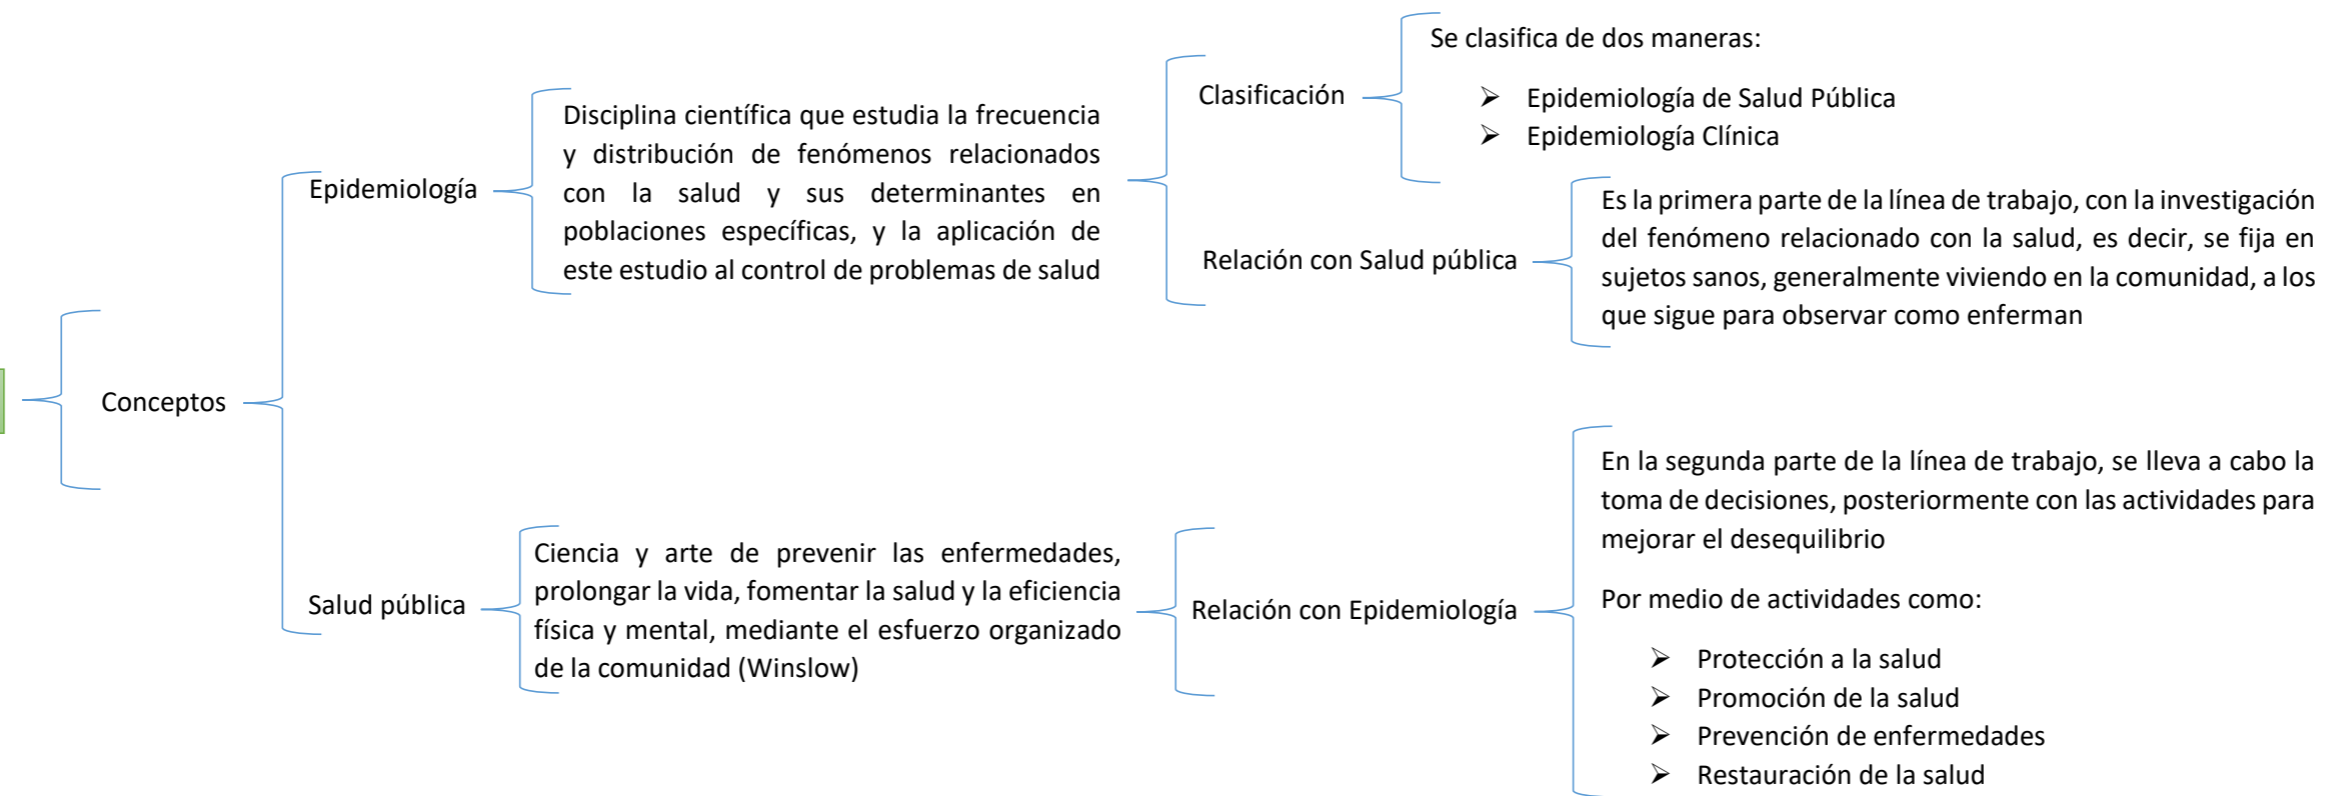 Conceptos
Epidemiología
Disciplina científica que estudia la frecuencia
y distribución de fenómenos relacionados
con la salud y sus determinantes en
poblaciones específicas, y la aplicación de
este estudio al control de problemas de salud
Clasificación
Se clasifica de dos maneras:
➢ Epidemiología de Salud Pública
➢ Epidemiología Clínica
Relación con Salud pública
Es la primera parte de la línea de trabajo, con la investigación
del fenómeno relacionado con la salud, es decir, se fija en
sujetos sanos, generalmente viviendo en la comunidad, a los
que sigue para observar como enferman
Salud pública
Ciencia y arte de prevenir las enfermedades,
prolongar la vida, fomentar la salud y la eficiencia
física y mental, mediante el esfuerzo organizado
de la comunidad (Winslow)
Relación con Epidemiología
En la segunda parte de la línea de trabajo, se lleva a cabo la
toma de decisiones, posteriormente con las actividades para
mejorar el desequilibrio
Por medio de actividades como:
➢ Protección a la salud
➢ Promoción de la salud
➢ Prevención de enfermedades
➢ Restauración de la salud